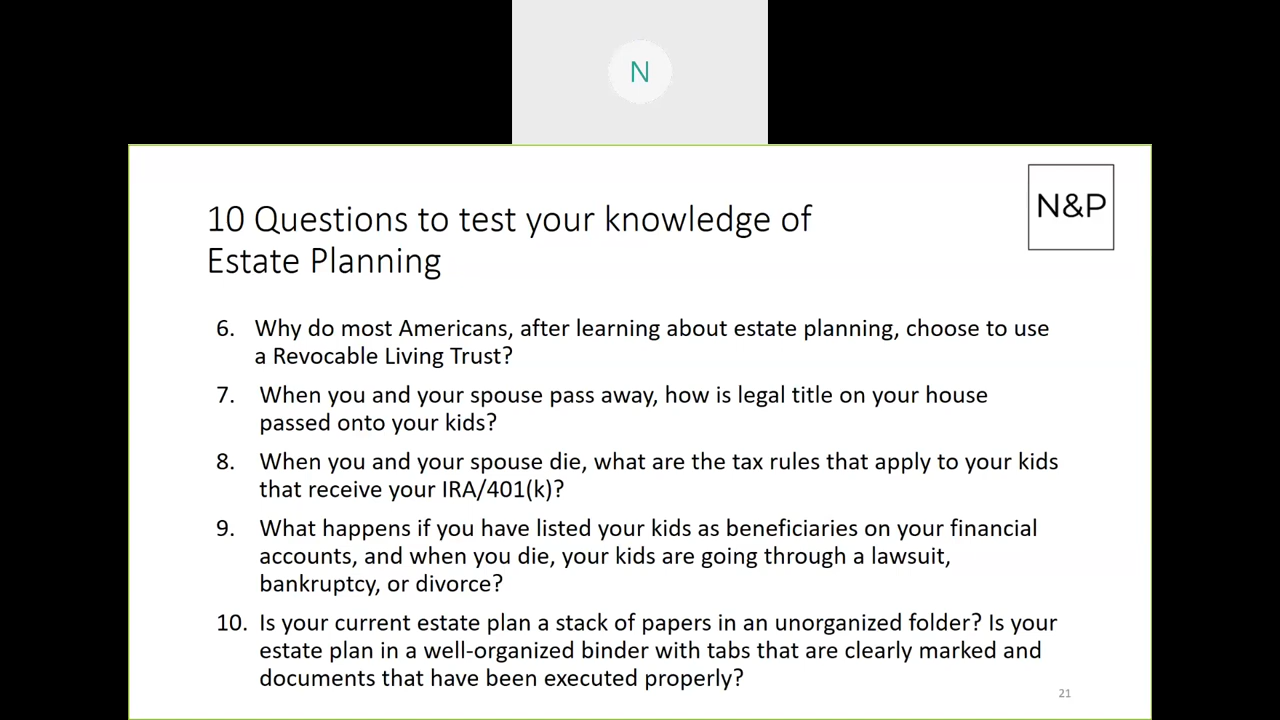 N
N&P
10 Questions to test your knowledge of
Estate Planning
6. Why do most Americans, after learning about estate planning, choose to use
a Revocable Living Trust?
7. When you and your spouse pass away, how is legal title on your house
passed onto your kids?
8. When you and your spouse die, what are the tax rules that apply to your kids
that receive your IRA/401(k)?
9. What happens if you have listed your kids as beneficiaries on your financial
accounts, and when you die, your kids are going through a lawsuit,
bankruptcy, or divorce?
10. Is your current estate plan a stack of papers in an unorganized folder? Is your
estate plan in a well-organized binder with tabs that are clearly marked and
documents that have been executed properly?
21